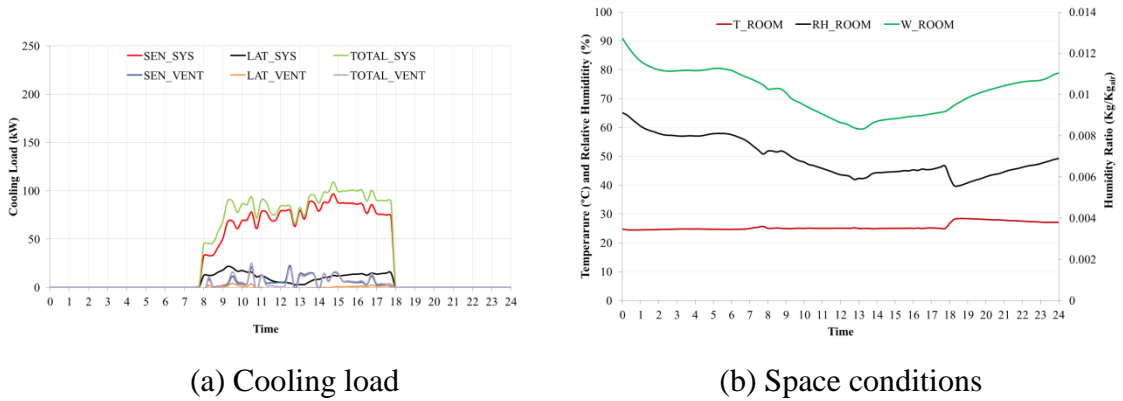 250
200
150
100
50
0
Cooling Load (kW)
SEN_SYS LAT_SYS TOTAL_SYS
SEN_VENT LAT_VENT TOTAL_VENT
0 1 2 3 4 5 6 7 8 9 10 11 12 13 14 15 16 17 18 19 20 21 22 23 24
Time
(a) Cooling load
100
90
80
70
60
50
40
30
20
10
0
Temperarure (°C) and Relative Humiditity (%)
T_ROOM RH_ROOM W_ROOM
0.014
0.012
0.01
0.008
0.006
0.004
0.002
0
Humidity Ratio (Kg/Kgair)
0 1 2 3 4 5 6 7 8 9 10 11 12 13 14 15 16 17 18 19 20 21 22 23 24
Time
(b) Space conditions